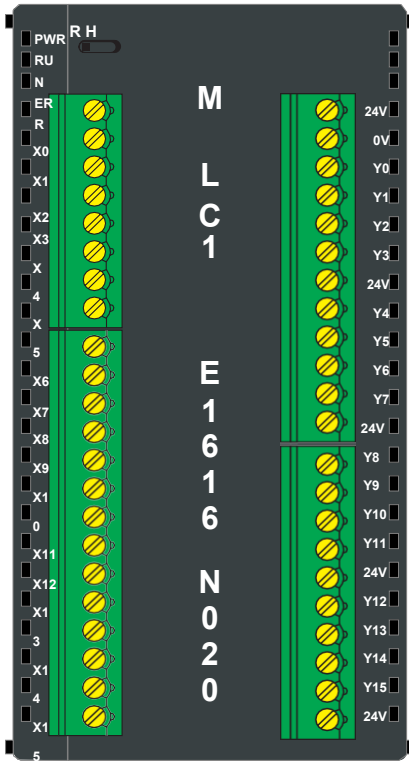 R H
PWR
RU
N
ER
R
X0
X1
X2
X3
X
4
X
5
X6
X7
X8
X9
X1
0
X11
X12
X1
3
X1
4
X1
5
M
L
C
1
E
1
6
1
6
N
0
2
0
24V
0V
Y0
Y1
Y2
Y3
24V
Y4
Y5
Y6
Y7
24V
Y8
Y9
Y10
Y11
24V
Y12
Y13
Y14
Y15
24V